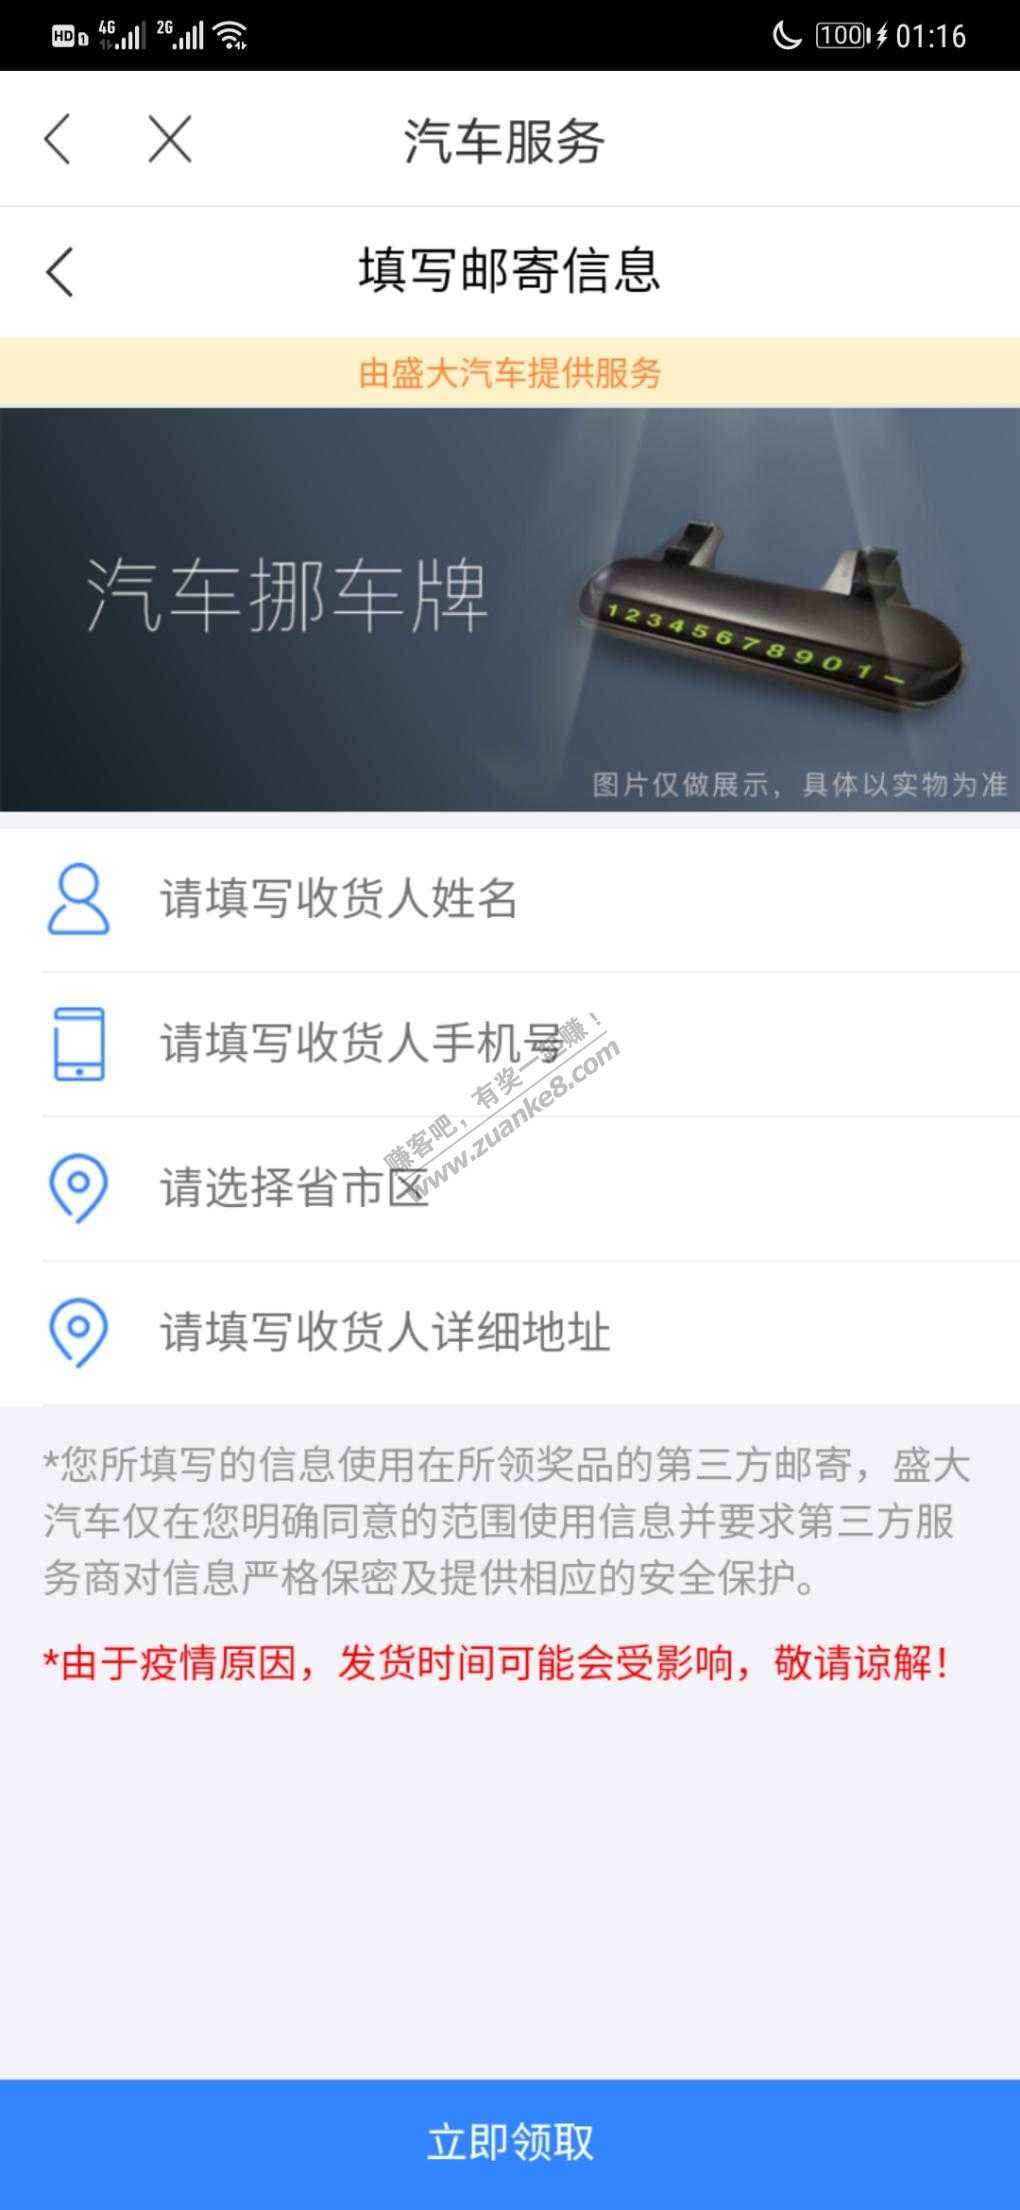 HD 1 4G 2G 100 01:16
汽车服务
填写邮寄信息
由盛大汽车提供服务
汽车挪车牌
12345678901-
图片仅做展示，具体以实物为准
请填写收货人姓名
请填写收货人手机号
赚客吧，有奖一起赚！
www.zuanke8.com
请选择省市区
请填写收货人详细地址
*您所填写的信息使用在所领奖品的第三方邮寄，盛大
汽车仅在您明确同意的范围使用信息并要求第三方服
务商对信息严格保密及提供相应的安全保护。
*由于疫情原因，发货时间可能会受影响，敬请谅解！
立即领取